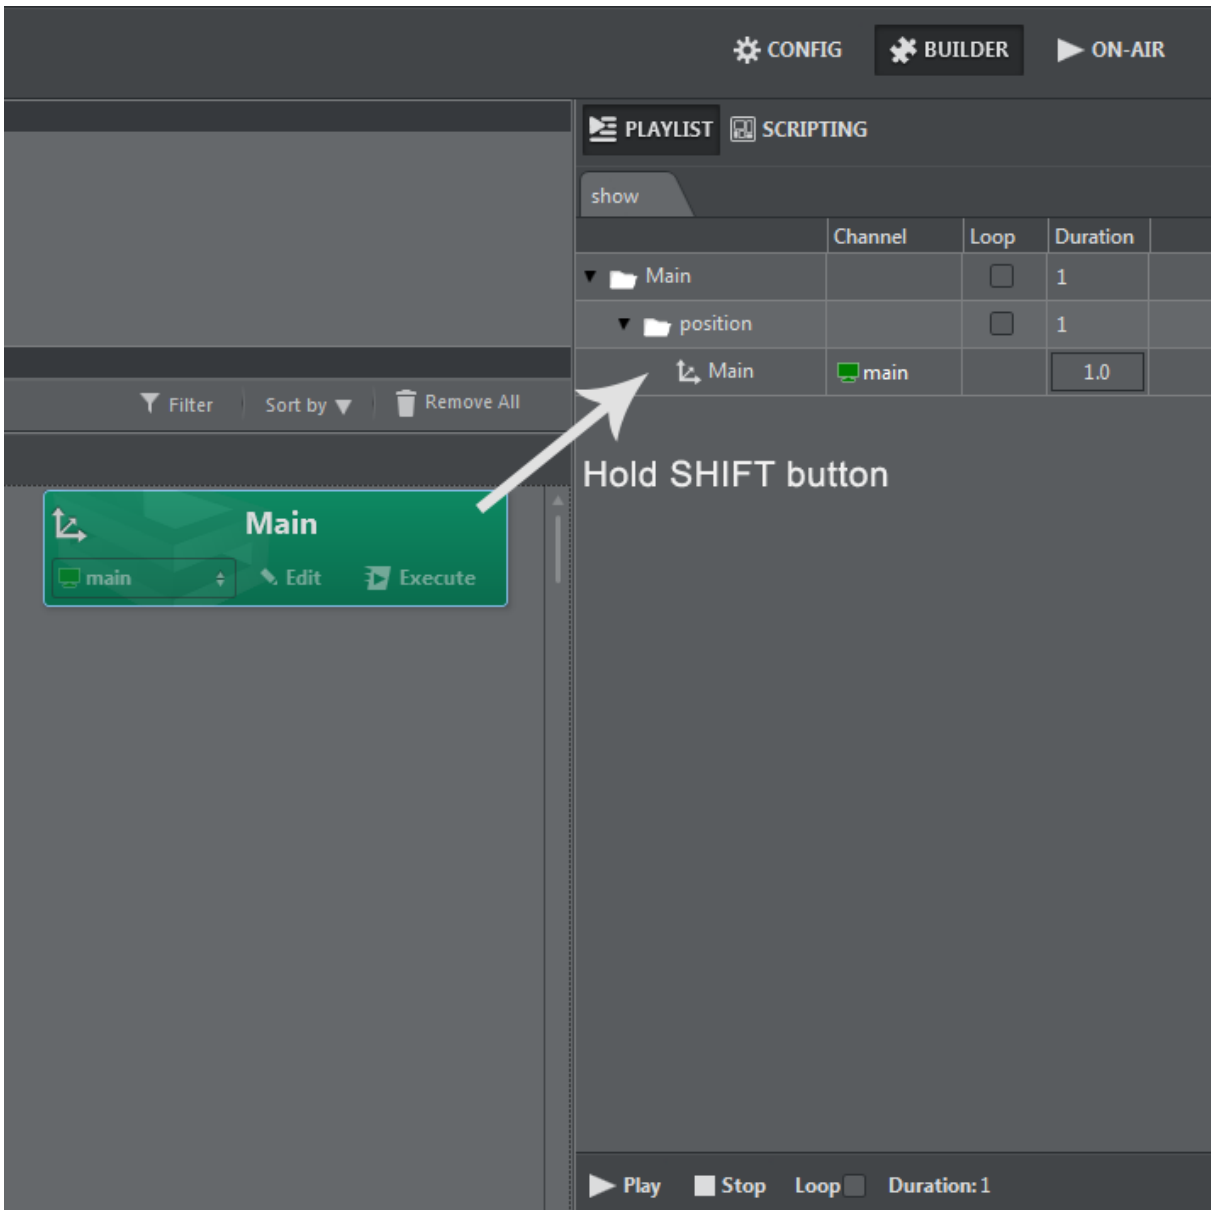 CONFIG BUILDER ON-AIR
PLAYLIST SCRIPTING
show
Channel Loop Duration
Main 1
position 1
Main main 1.0
Filter Sort by Remove All
Hold SHIFT button
Main
main Edit Execute
Play Stop Loop Duration: 1